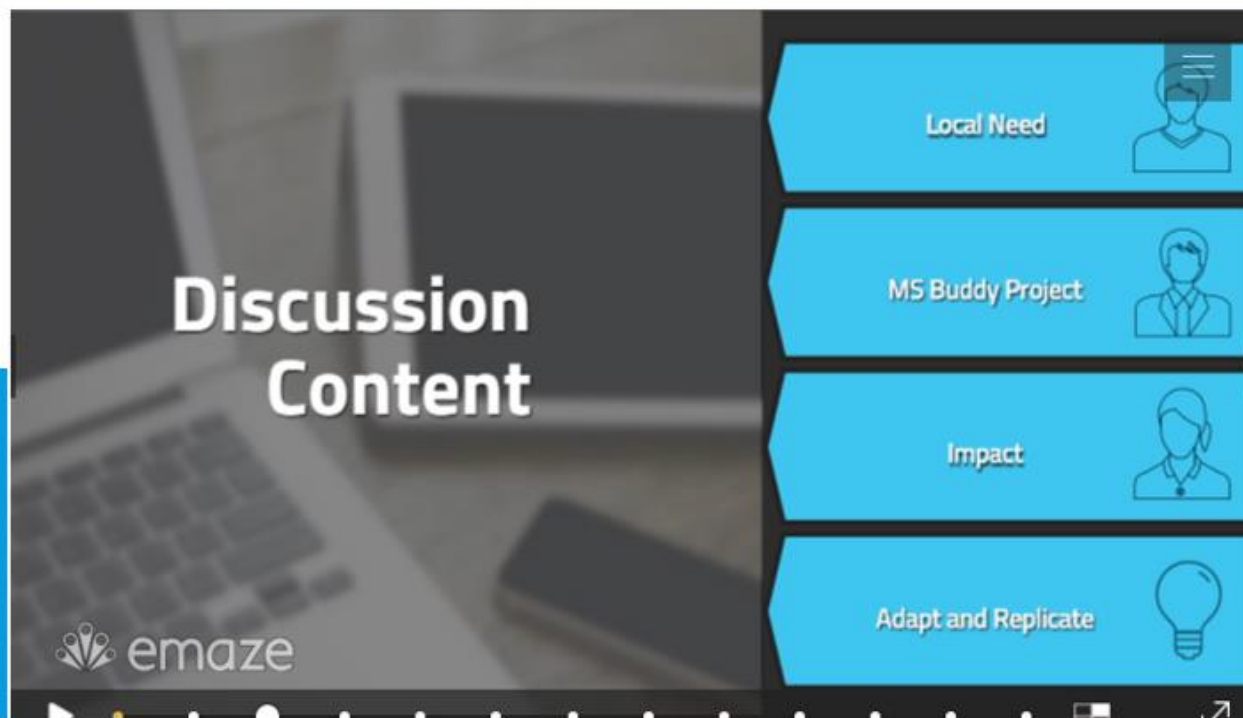 Discussion
Content
Local Need
MS Buddy Project
Impact
Adapt and Replicate
emaze